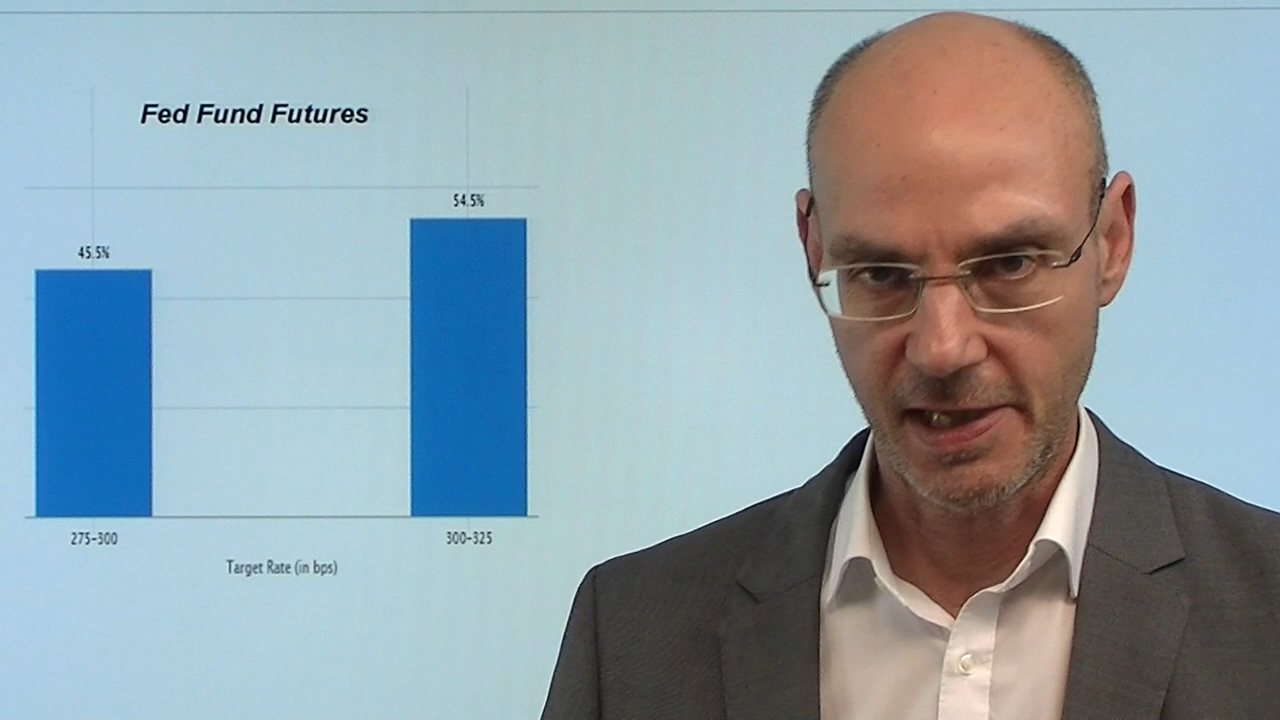 Fed Fund Futures
54.5%
45.5%
275-300
300-325
Target Rate (in bps)